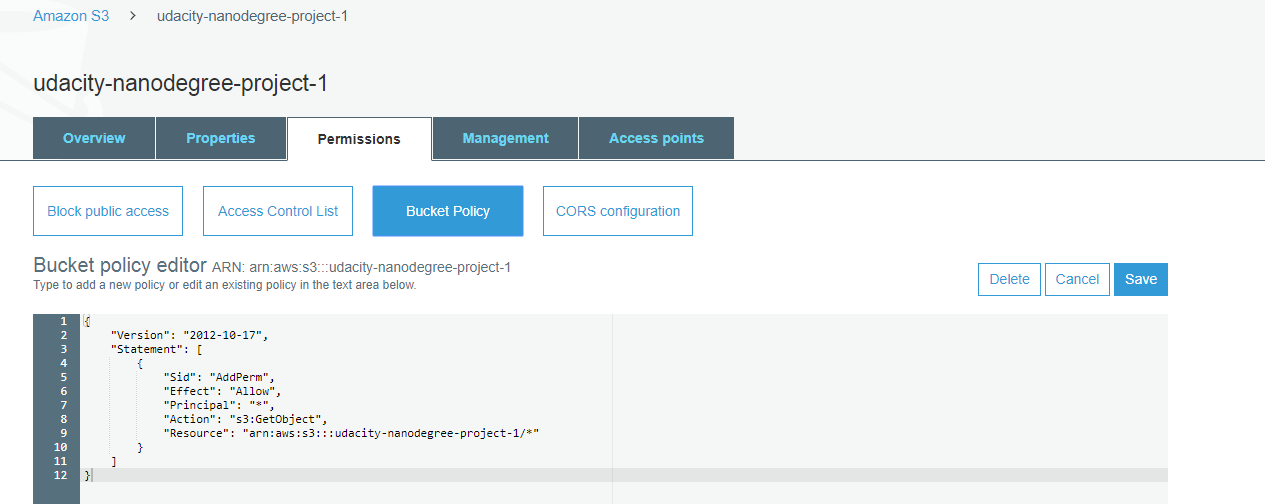 Amazon S3 > udacity-nanodegree-project-1
udacity-nanodegree-project-1
Overview Properties Permissions Management Access points
Block public access Access Control List Bucket Policy CORS configuration
Bucket policy editor ARN: arn:aws:s3:::udacity-nanodegree-project-1
Type to add a new policy or edit an existing policy in the text area below.
Delete Cancel Save
1 {
2 "Version": "2012-10-17",
3 "Statement": [
4 {
5 "Sid": "AddPerm",
6 "Effect": "Allow",
7 "Principal": "*",
8 "Action": "s3:GetObject",
9 "Resource": "arn:aws:s3:::udacity-nanodegree-project-1/*"
10 }
11 ]
12 }